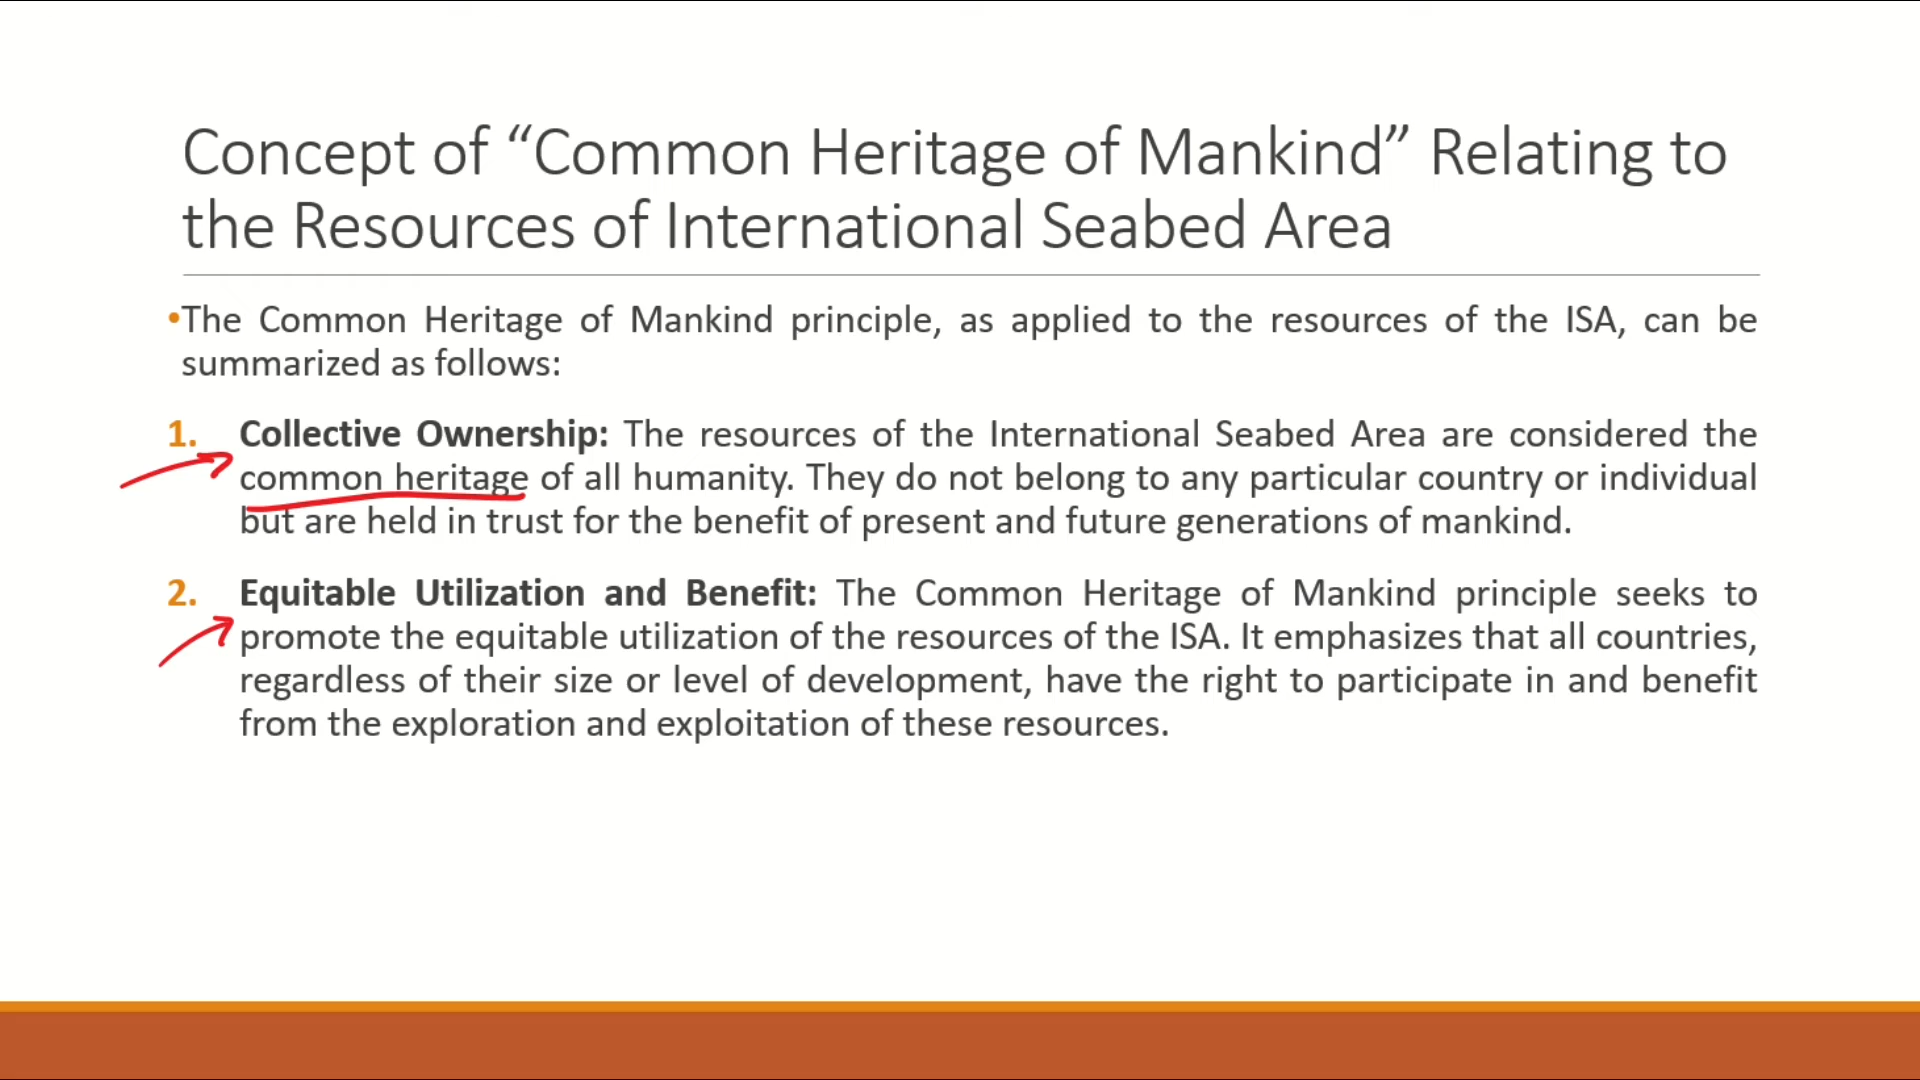 Concept of “Common Heritage of Mankind” Relating to
the Resources of International Seabed Area
•The Common Heritage of Mankind principle, as applied to the resources of the ISA, can be
summarized as follows:
1. Collective Ownership: The resources of the International Seabed Area are considered the
common heritage of all humanity. They do not belong to any particular country or individual
but are held in trust for the benefit of present and future generations of mankind.
2. Equitable Utilization and Benefit: The Common Heritage of Mankind principle seeks to
promote the equitable utilization of the resources of the ISA. It emphasizes that all countries,
regardless of their size or level of development, have the right to participate in and benefit
from the exploration and exploitation of these resources.